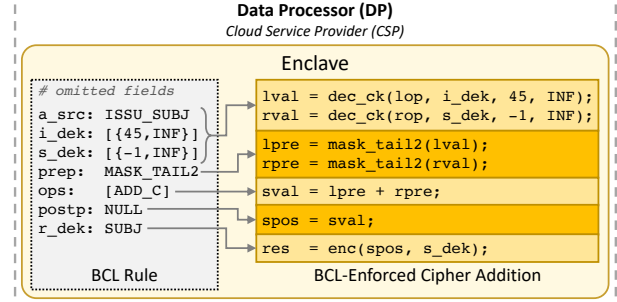 Data Processor (DP)
Cloud Service Provider (CSP)
Enclave
# omitted fields
a_src: ISSU_SUBJ
i_dek: [{45,INF}]
s_dek: [{-1,INF}]
prep: MASK_TAIL2
ops: [ADD_C]
postp: NULL
r_dek: SUBJ
BCL Rule
lval = dec_ck(lop, i_dek, 45, INF);
rval = dec_ck(rop, s_dek, -1, INF);
lpre = mask_tail2(lval);
rpre = mask_tail2(rval);
sval = lpre + rpre;
spos = sval;
res = enc(spos, s_dek);
BCL-Enforced Cipher Addition